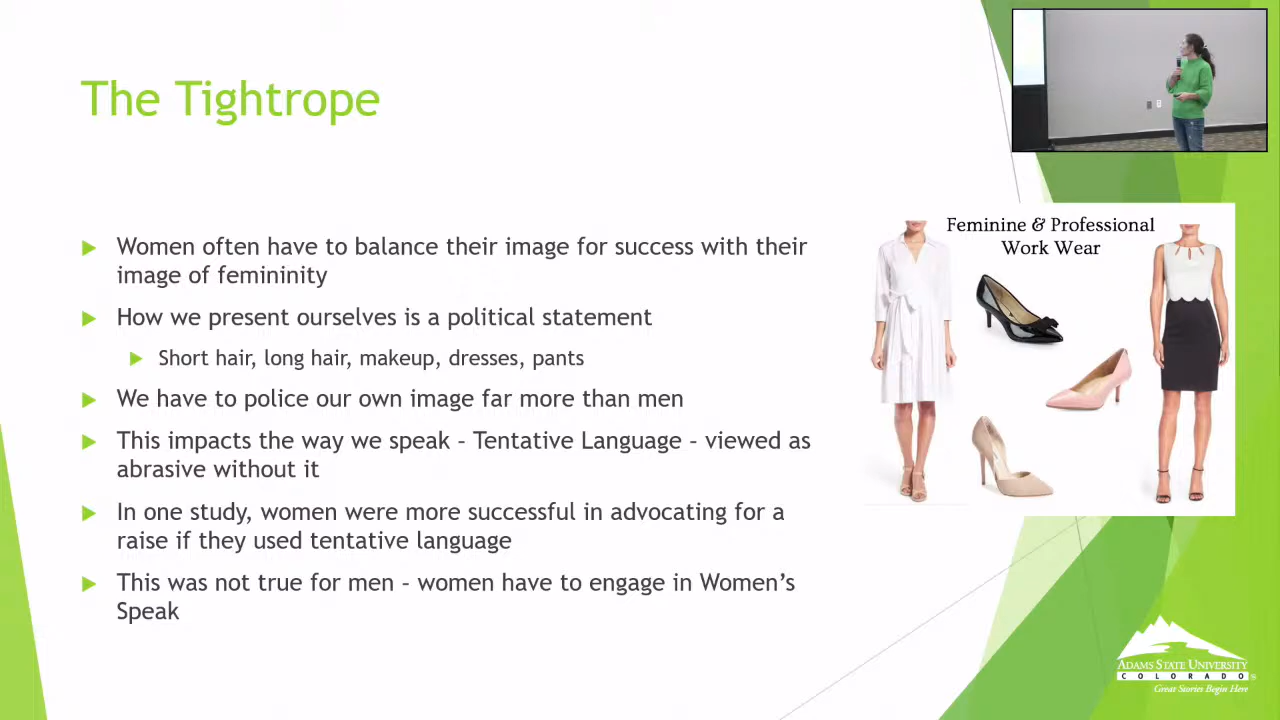 The Tightrope
Women often have to balance their image for success with their
image of femininity
How we present ourselves is a political statement
Short hair, long hair, makeup, dresses, pants
We have to police our own image far more than men
This impacts the way we speak – Tentative Language – viewed as
abrasive without it
In one study, women were more successful in advocating for a
raise if they used tentative language
This was not true for men – women have to engage in Women's
Speak
Feminine & Professional
Work Wear
ADAMS STATE UNIVERSITY
COLORADO®
Great Stories Begin Here